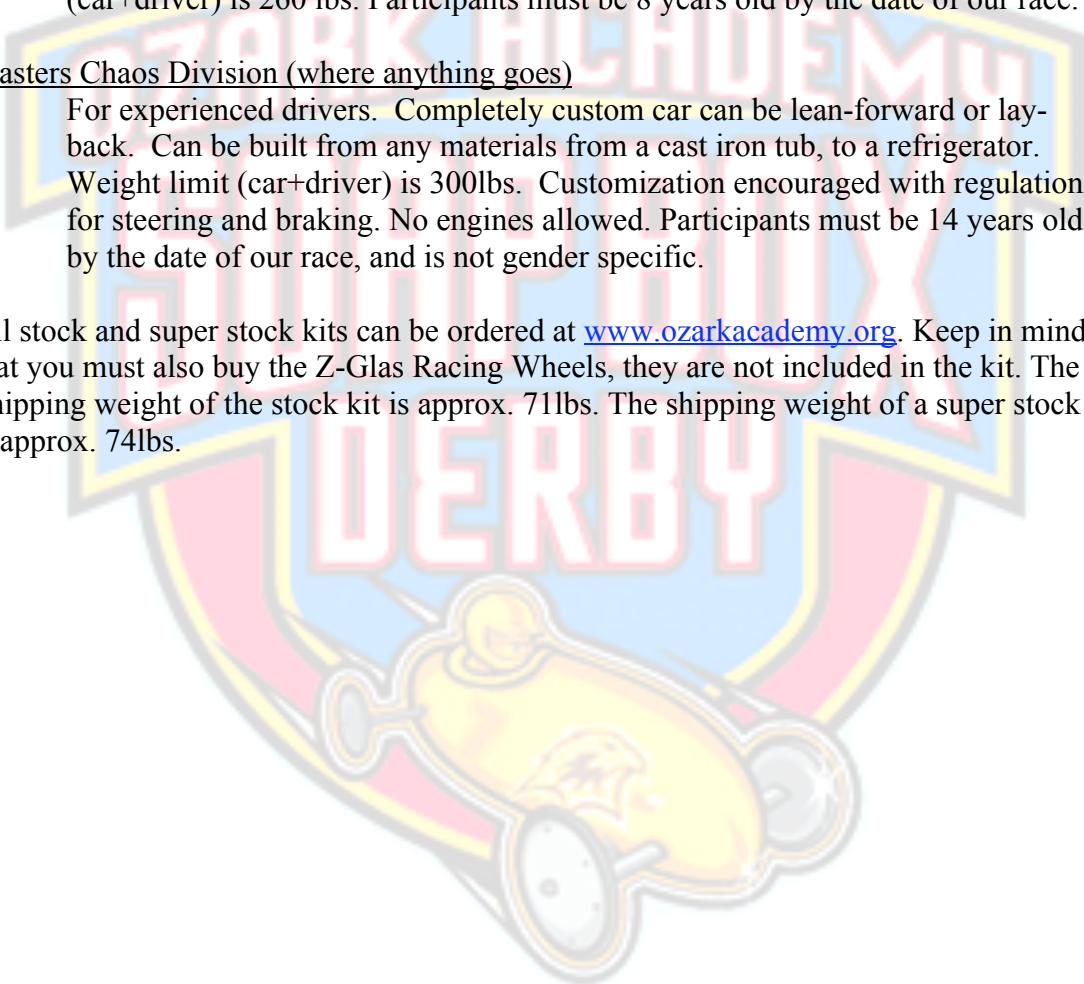 (car+driver) is 260 lbs. Participants must be 8 years old by the date of our race.
asters Chaos Division (where anything goes)
For experienced drivers. Completely custom car can be lean-forward or lay-
back. Can be built from any materials from a cast iron tub, to a refrigerator.
Weight limit (car+driver) is 300lbs. Customization encouraged with regulation
for steering and braking. No engines allowed. Participants must be 14 years old
by the date of our race, and is not gender specific.
ll stock and super stock kits can be ordered at www.ozarkacademy.org. Keep in mind
at you must also buy the Z-Glas Racing Wheels, they are not included in the kit. The
hipping weight of the stock kit is approx. 71lbs. The shipping weight of a super stock
approx. 74lbs.
OZARK ACADEMY
SOAP BOX
DERBY